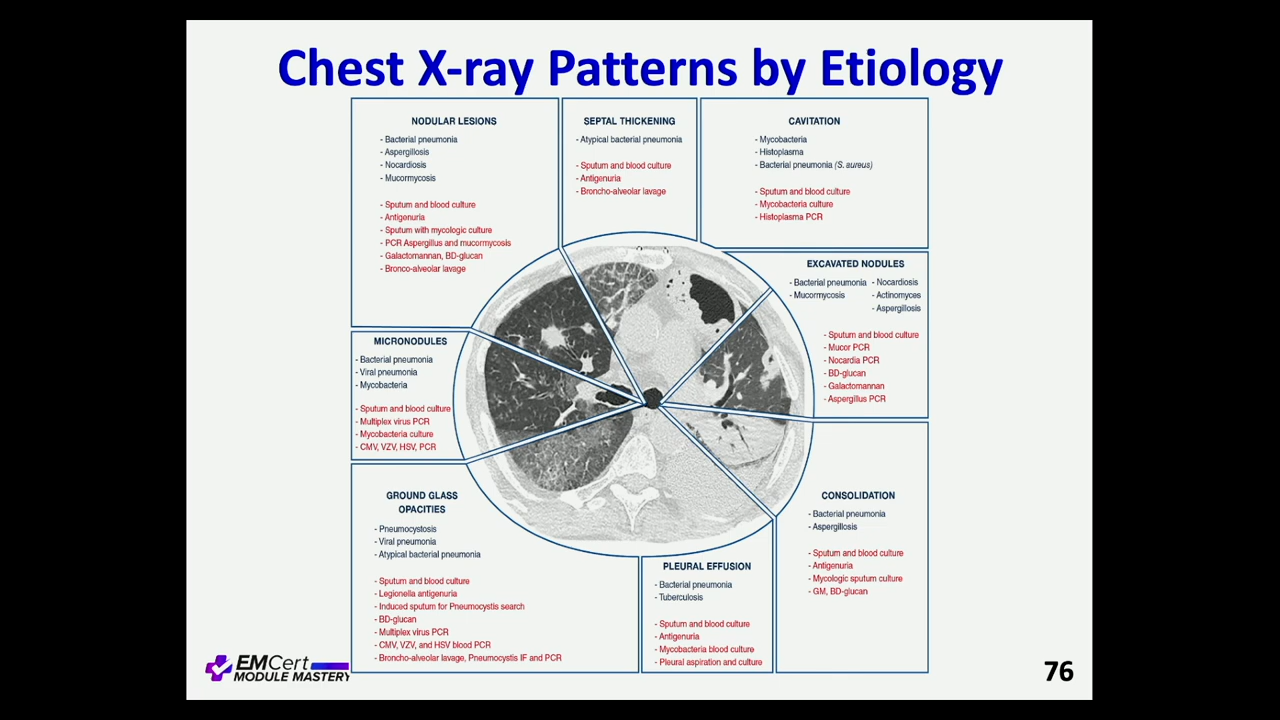 Chest X-ray Patterns by Etiology
NODULAR LESIONS
- Bacterial pneumonia
- Aspergillosis
- Nocardiosis
- Mucormycosis
- Sputum and blood culture
- Antigenuria
- Sputum with mycologic culture
- PCR Aspergillus and mucormycosis
- Galactomannan, BD-glucan
- Bronco-alveolar lavage
SEPTAL THICKENING
- Atypical bacterial pneumonia
- Sputum and blood culture
- Antigenuria
- Broncho-alveolar lavage
CAVITATION
- Mycobacteria
- Histoplasma
- Bacterial pneumonia (S. aureus)
- Sputum and blood culture
- Mycobacteria culture
- Histoplasma PCR
EXCAVATED NODULES
- Bacterial pneumonia - Nocardiosis
- Mucormycosis - Actinomyces
- Aspergillosis
- Sputum and blood culture
- Mucor PCR
- Nocardia PCR
- BD-glucan
- Galactomannan
- Aspergillus PCR
MICRONODULES
- Bacterial pneumonia
- Viral pneumonia
- Mycobacteria
- Sputum and blood culture
- Multiplex virus PCR
- Mycobacteria culture
- CMV, VZV, HSV, PCR
GROUND GLASS
OPACITIES
- Pneumocystosis
- Viral pneumonia
- Atypical bacterial pneumonia
- Sputum and blood culture
- Legionella antigenuria
- Induced sputum for Pneumocystis search
- BD-glucan
- Multiplex virus PCR
- CMV, VZV, and HSV blood PCR
- Broncho-alveolar lavage, Pneumocystis IF and PCR
PLEURAL EFFUSION
- Bacterial pneumonia
- Tuberculosis
- Sputum and blood culture
- Antigenuria
- Mycobacteria blood culture
- Pleural aspiration and culture
CONSOLIDATION
- Bacterial pneumonia
- Aspergillosis
- Sputum and blood culture
- Antigenuria
- Mycologic sputum culture
- GM, BD-glucan
EMCert
MODULE MASTERY
76